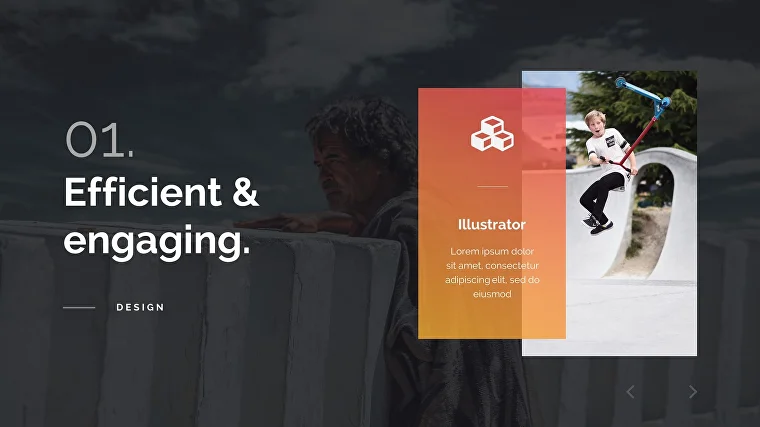 01.
Efficient &
engaging.
DESIGN
Illustrator
Lorem ipsum dolor
sit amet, consectetur
adipiscing elit, sed do
eiusmod